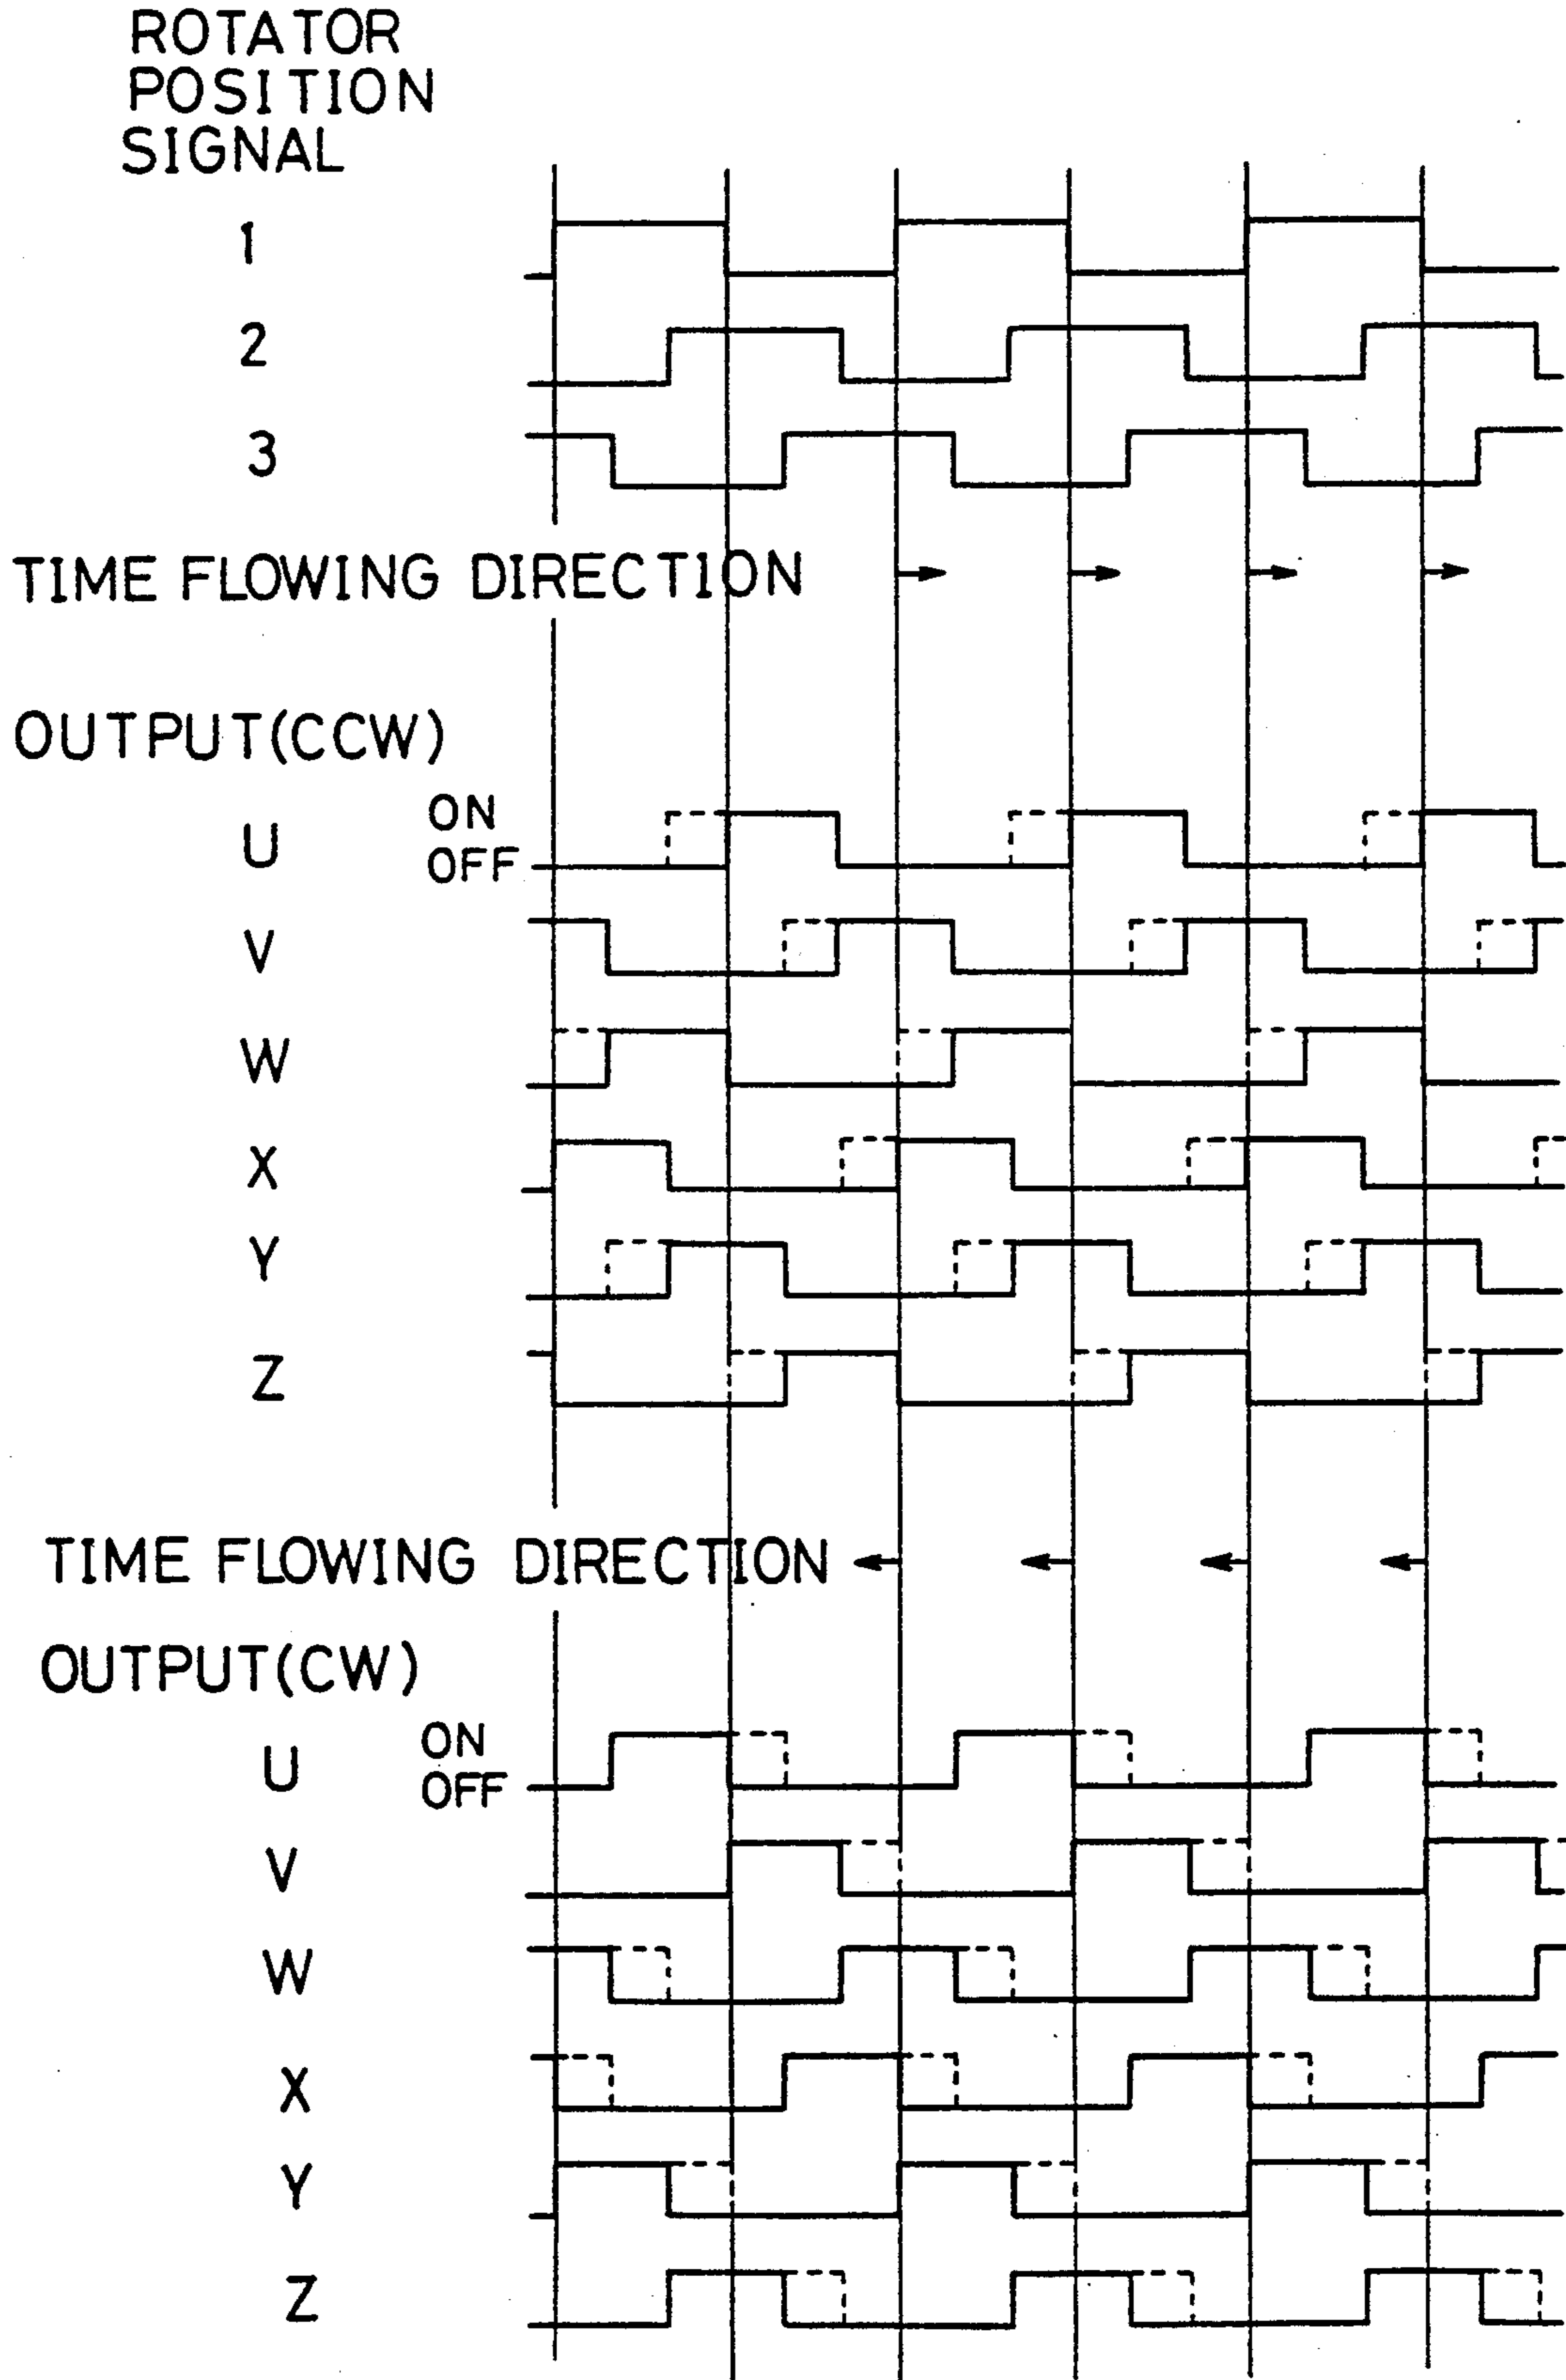 ROTATOR
POSITION
SIGNAL
1
2
3
TIME FLOWING DIRECTION
OUTPUT(CCW)
ON
U
OFF
V
W
X
Y
Z
TIME FLOWING DIRECTION
OUTPUT(CW)
ON
U
OFF
V
W
X
Y
Z